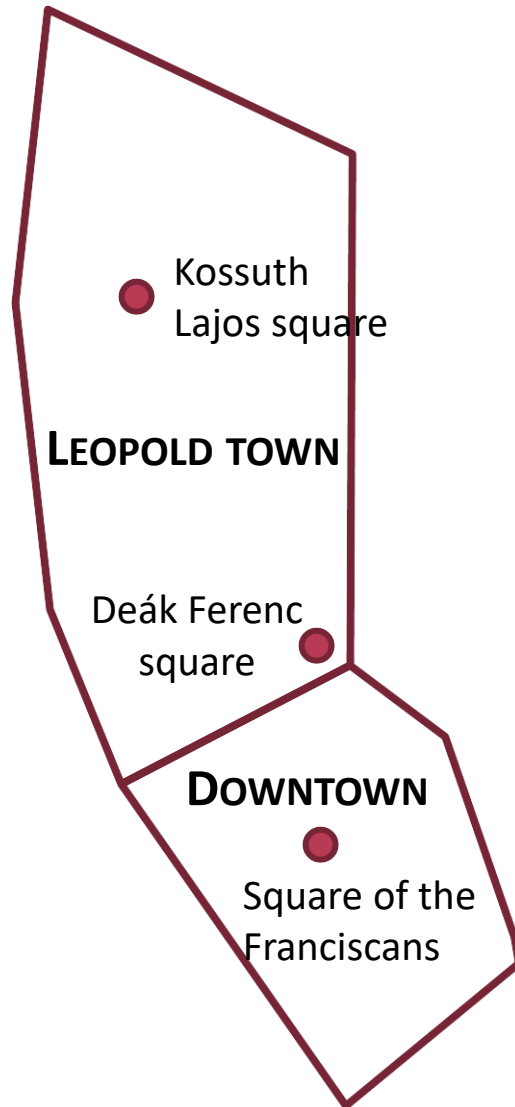 Kossuth
Lajos square
LEOPOLD TOWN
Deák Ferenc
square
DOWNTOWN
Square of the
Franciscans